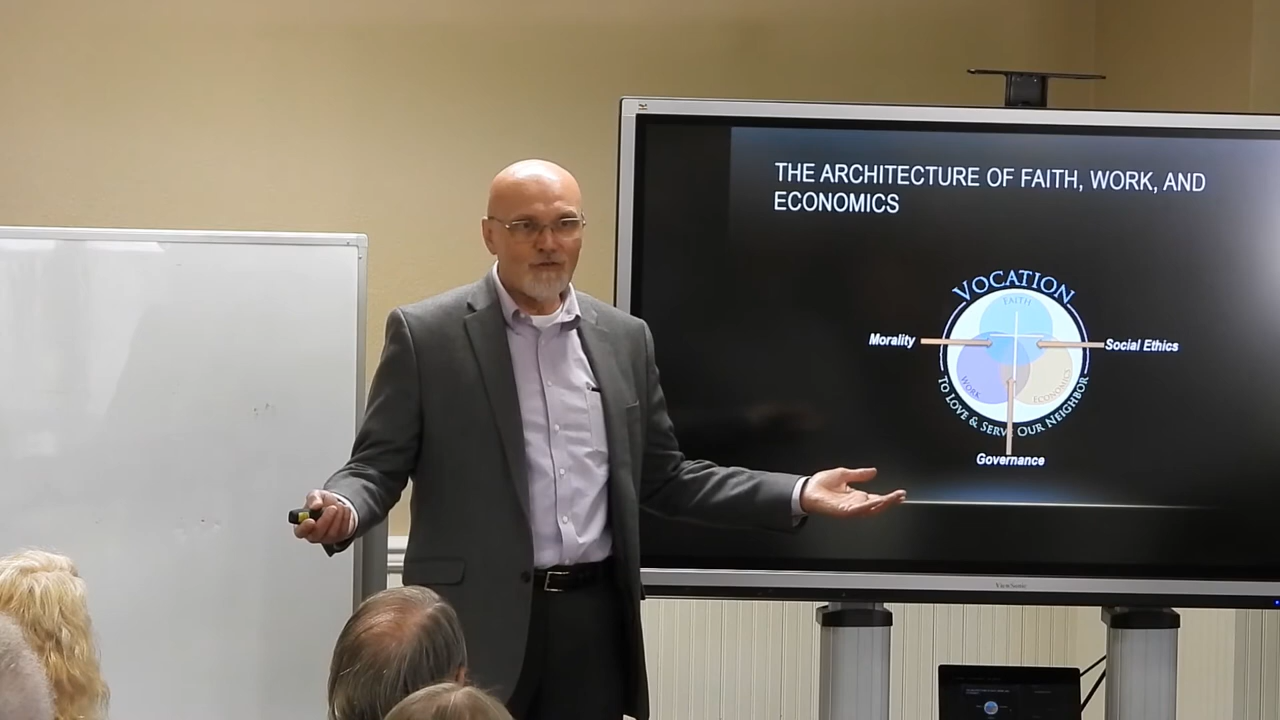 THE ARCHITECTURE OF FAITH, WORK, AND
ECONOMICS
VOCATION
FAITH
Morality
Social Ethics
WORK
ECONOMICS
TO LOVE & SERVE OUR NEIGHBOR
Governance
ViewSonic